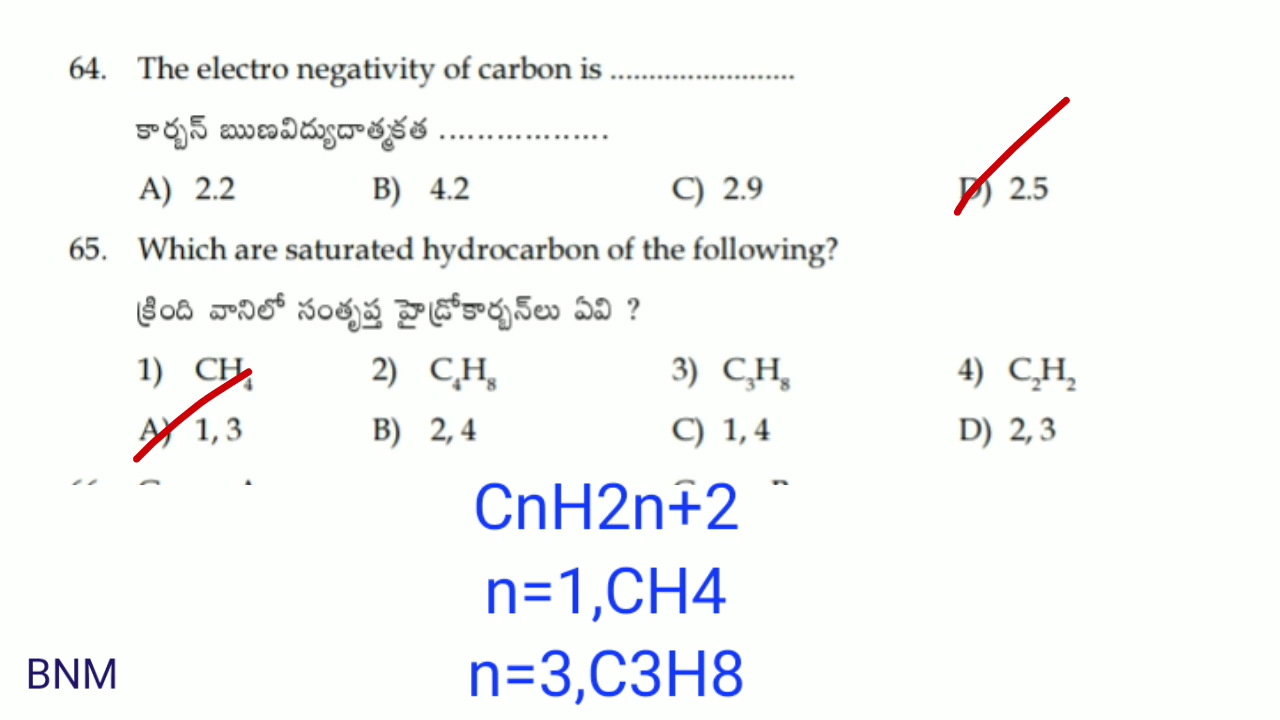 64. The electro negativity of carbon is ........................
కార్బన్ ఋణవిద్యుదాత్మకత ..................
A) 2.2 B) 4.2 C) 2.9 D) 2.5
65. Which are saturated hydrocarbon of the following?
క్రింది వానిలో సంతృప్త హైడ్రోకార్బన్‌లు ఏవి ?
1) CH₄ 2) C₄H₈ 3) C₃H₈ 4) C₂H₂
A) 1, 3 B) 2, 4 C) 1, 4 D) 2, 3
CnH2n+2
n=1,CH4
n=3,C3H8
BNM